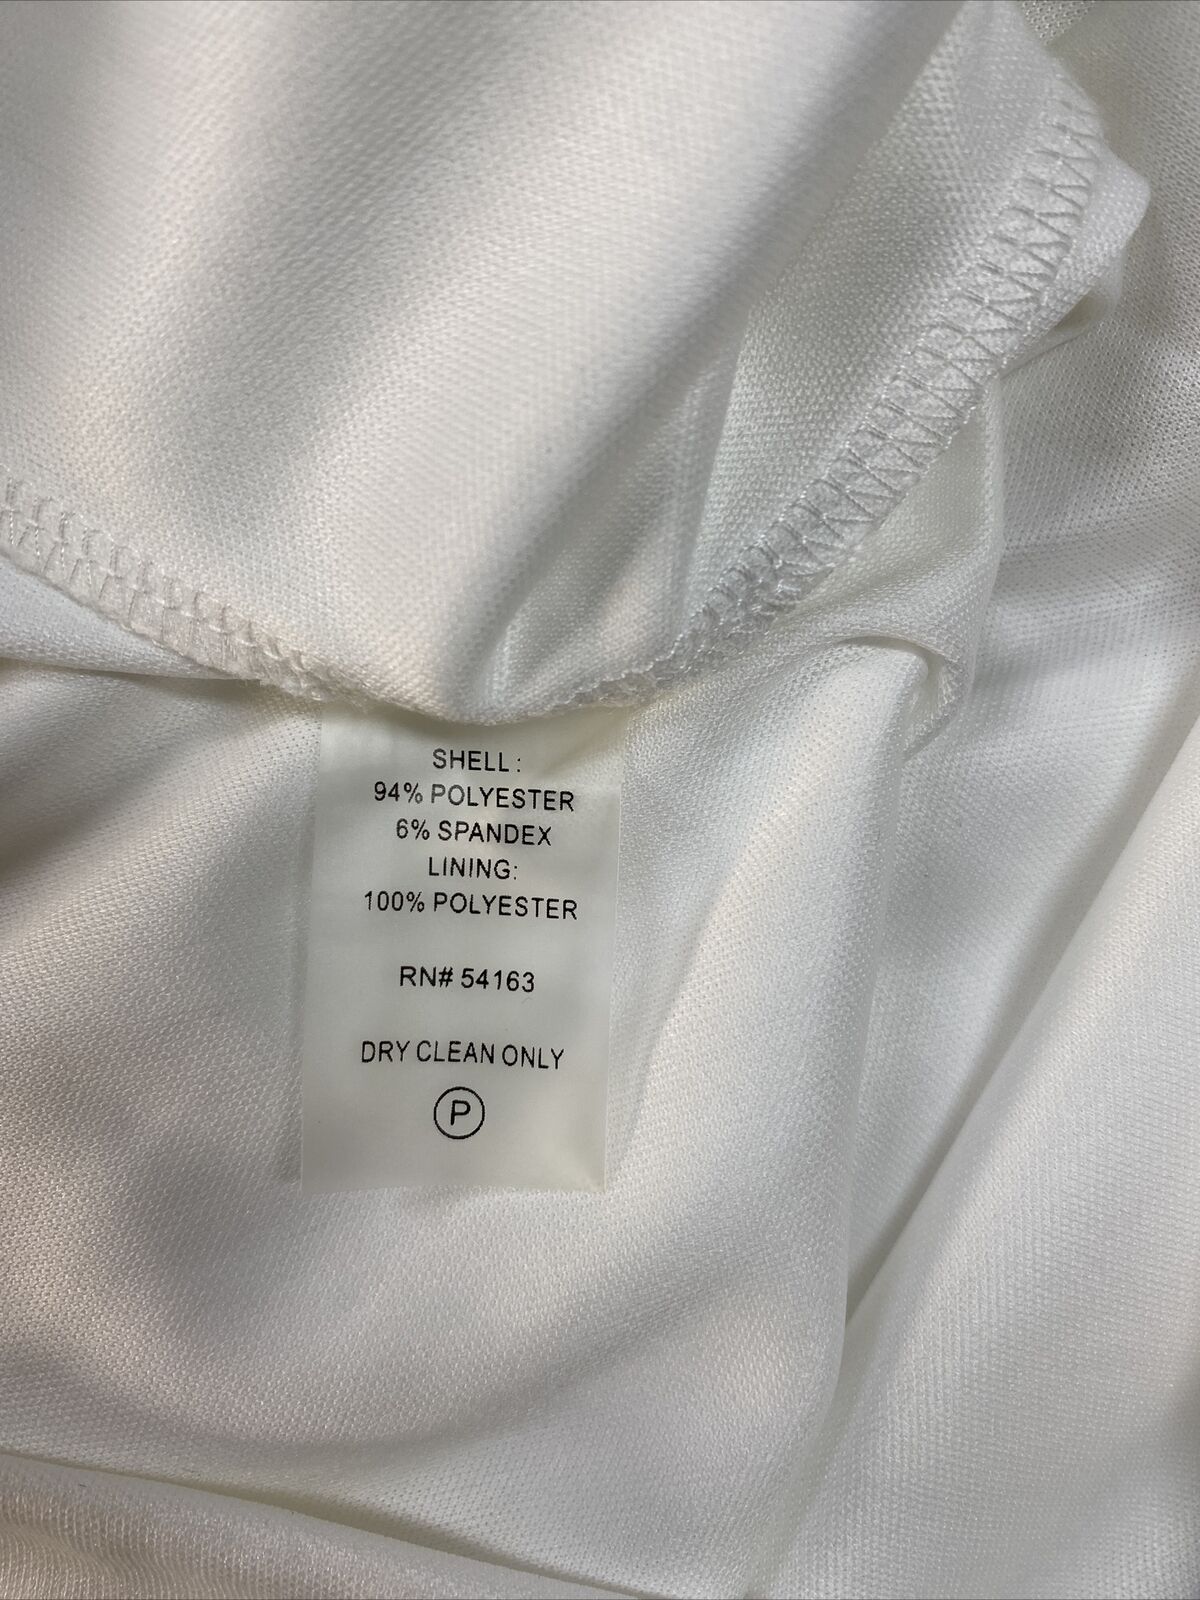 SHELL:
94% POLYESTER
6% SPANDEX
LINING:
100% POLYESTER
RN# 54163
DRY CLEAN ONLY
P